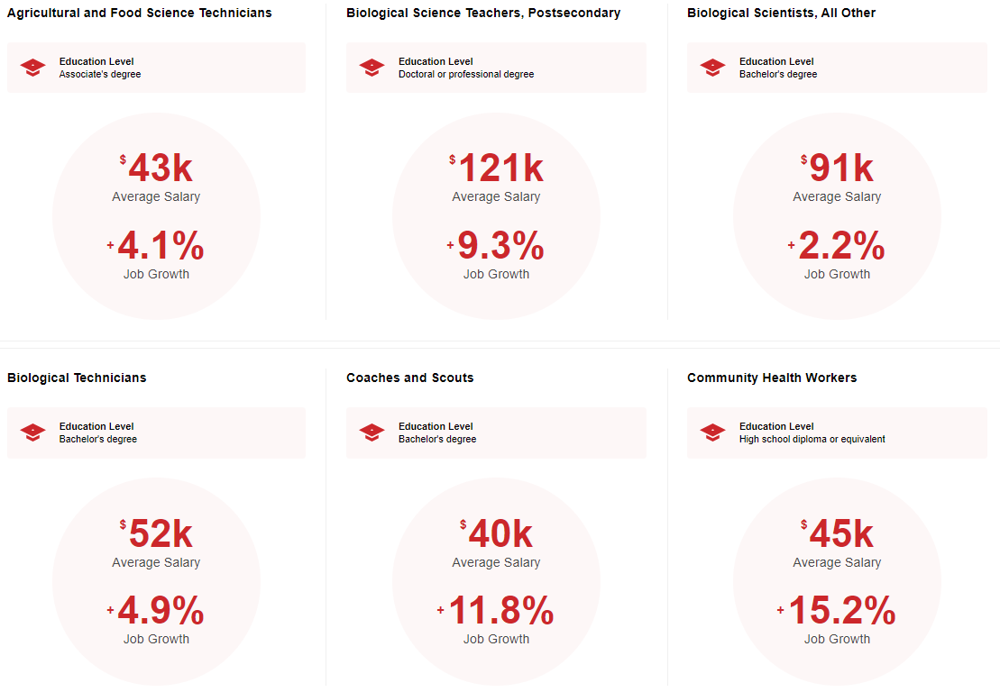 Agricultural and Food Science Technicians
Education Level
Associate's degree
$43k
Average Salary
+4.1%
Job Growth
Biological Science Teachers, Postsecondary
Education Level
Doctoral or professional degree
$121k
Average Salary
+9.3%
Job Growth
Biological Scientists, All Other
Education Level
Bachelor's degree
$91k
Average Salary
+2.2%
Job Growth
Biological Technicians
Education Level
Bachelor's degree
$52k
Average Salary
+4.9%
Job Growth
Coaches and Scouts
Education Level
Bachelor's degree
$40k
Average Salary
+11.8%
Job Growth
Community Health Workers
Education Level
High school diploma or equivalent
$45k
Average Salary
+15.2%
Job Growth